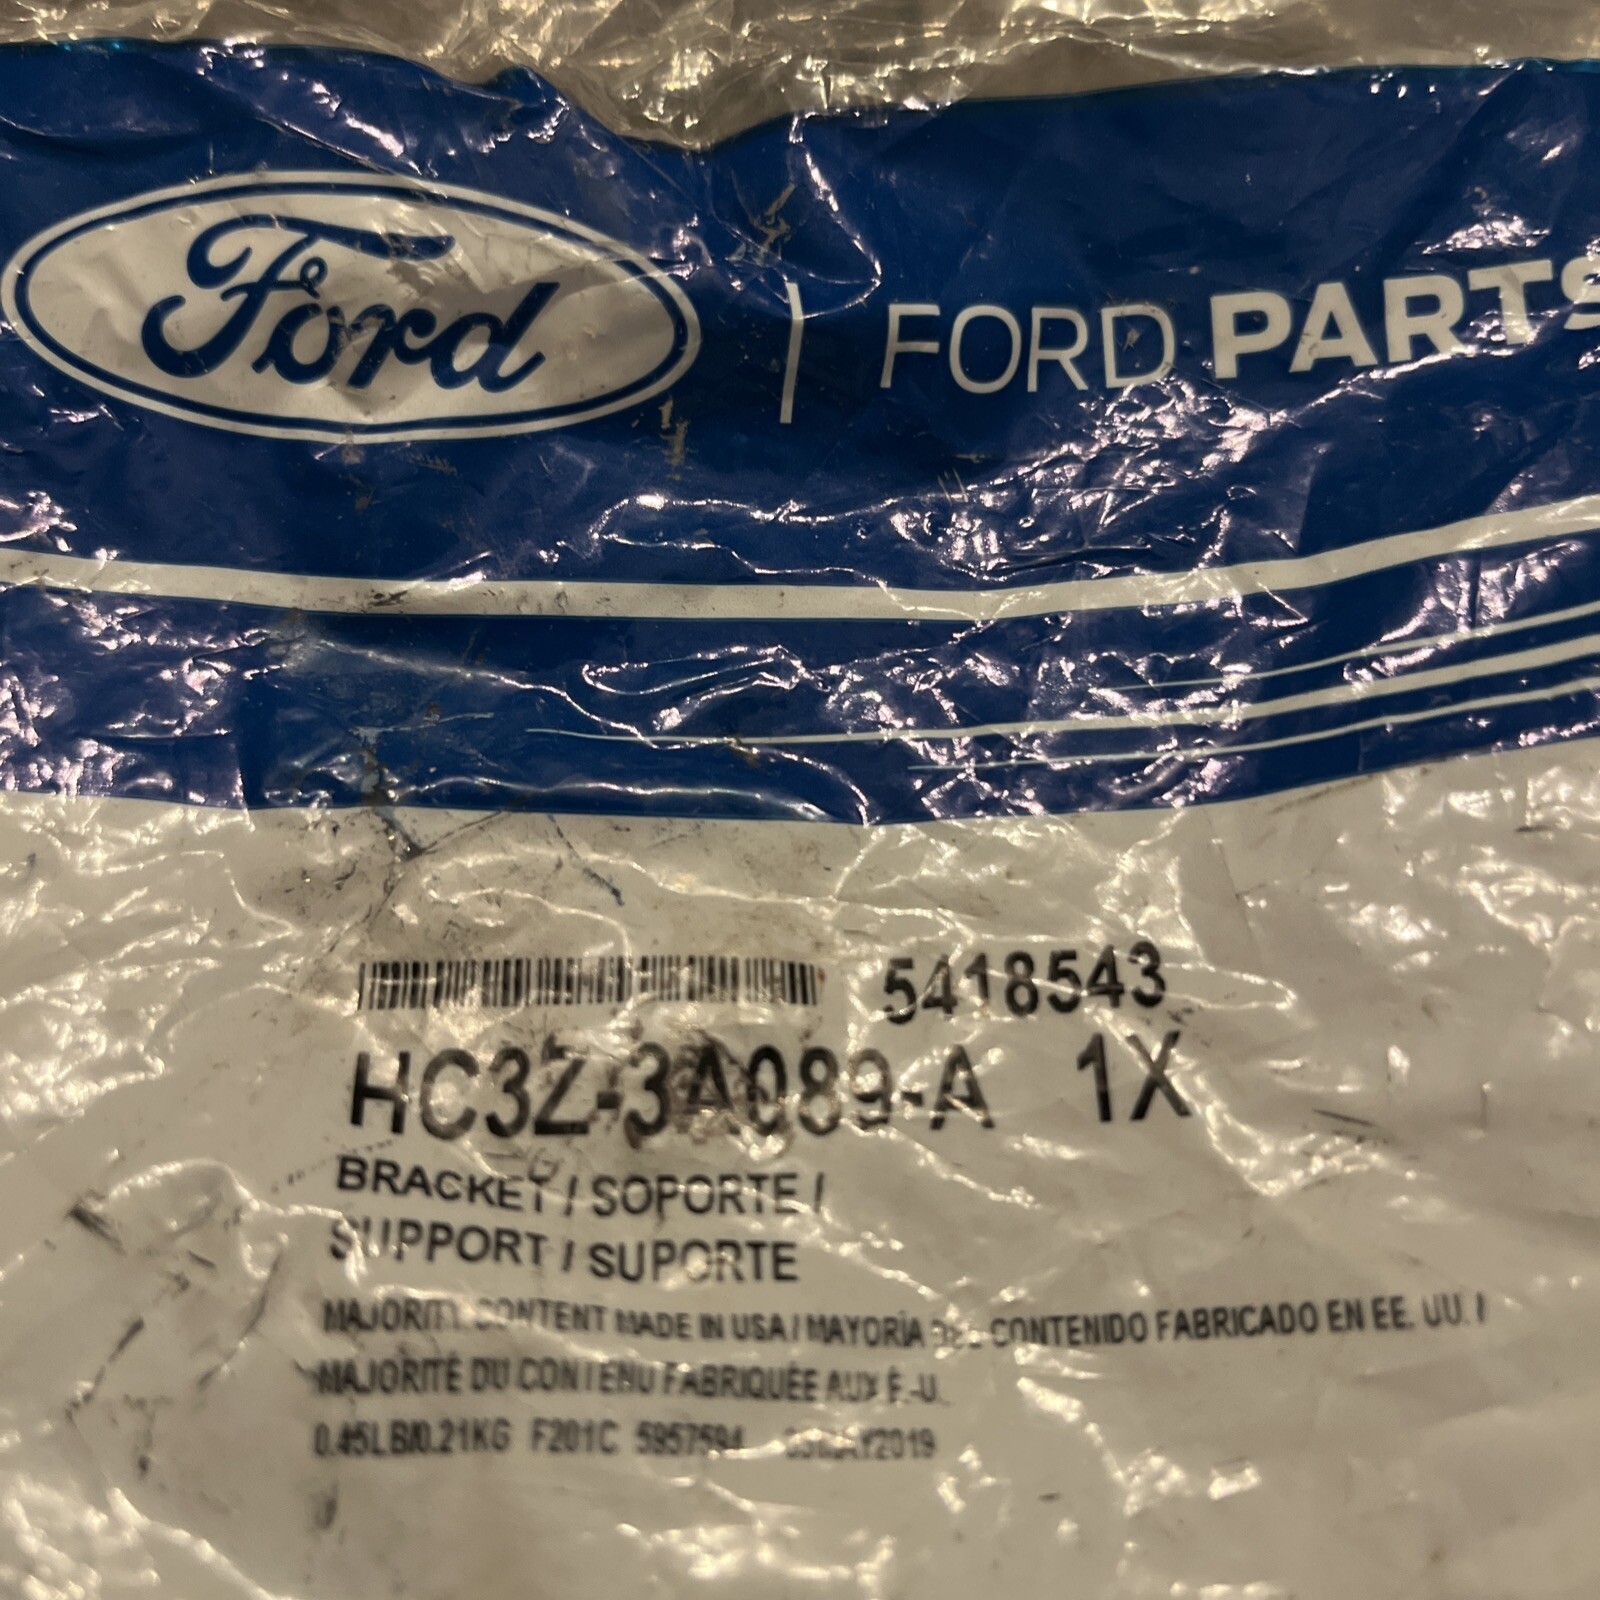 Ford | FORD PARTS
5418543
HC3Z-3A089-A 1X
BRACKET / SOPORTE /
SUPPORT / SUPORTE
MAJORITY CONTENT MADE IN USA / MAYORÍA DEL CONTENIDO FABRICADO EN EE. UU. /
MAJORITÉ DU CONTENU FABRIQUÉE AUX É.-U.
0.45LB/0.21KG F201C 5957594